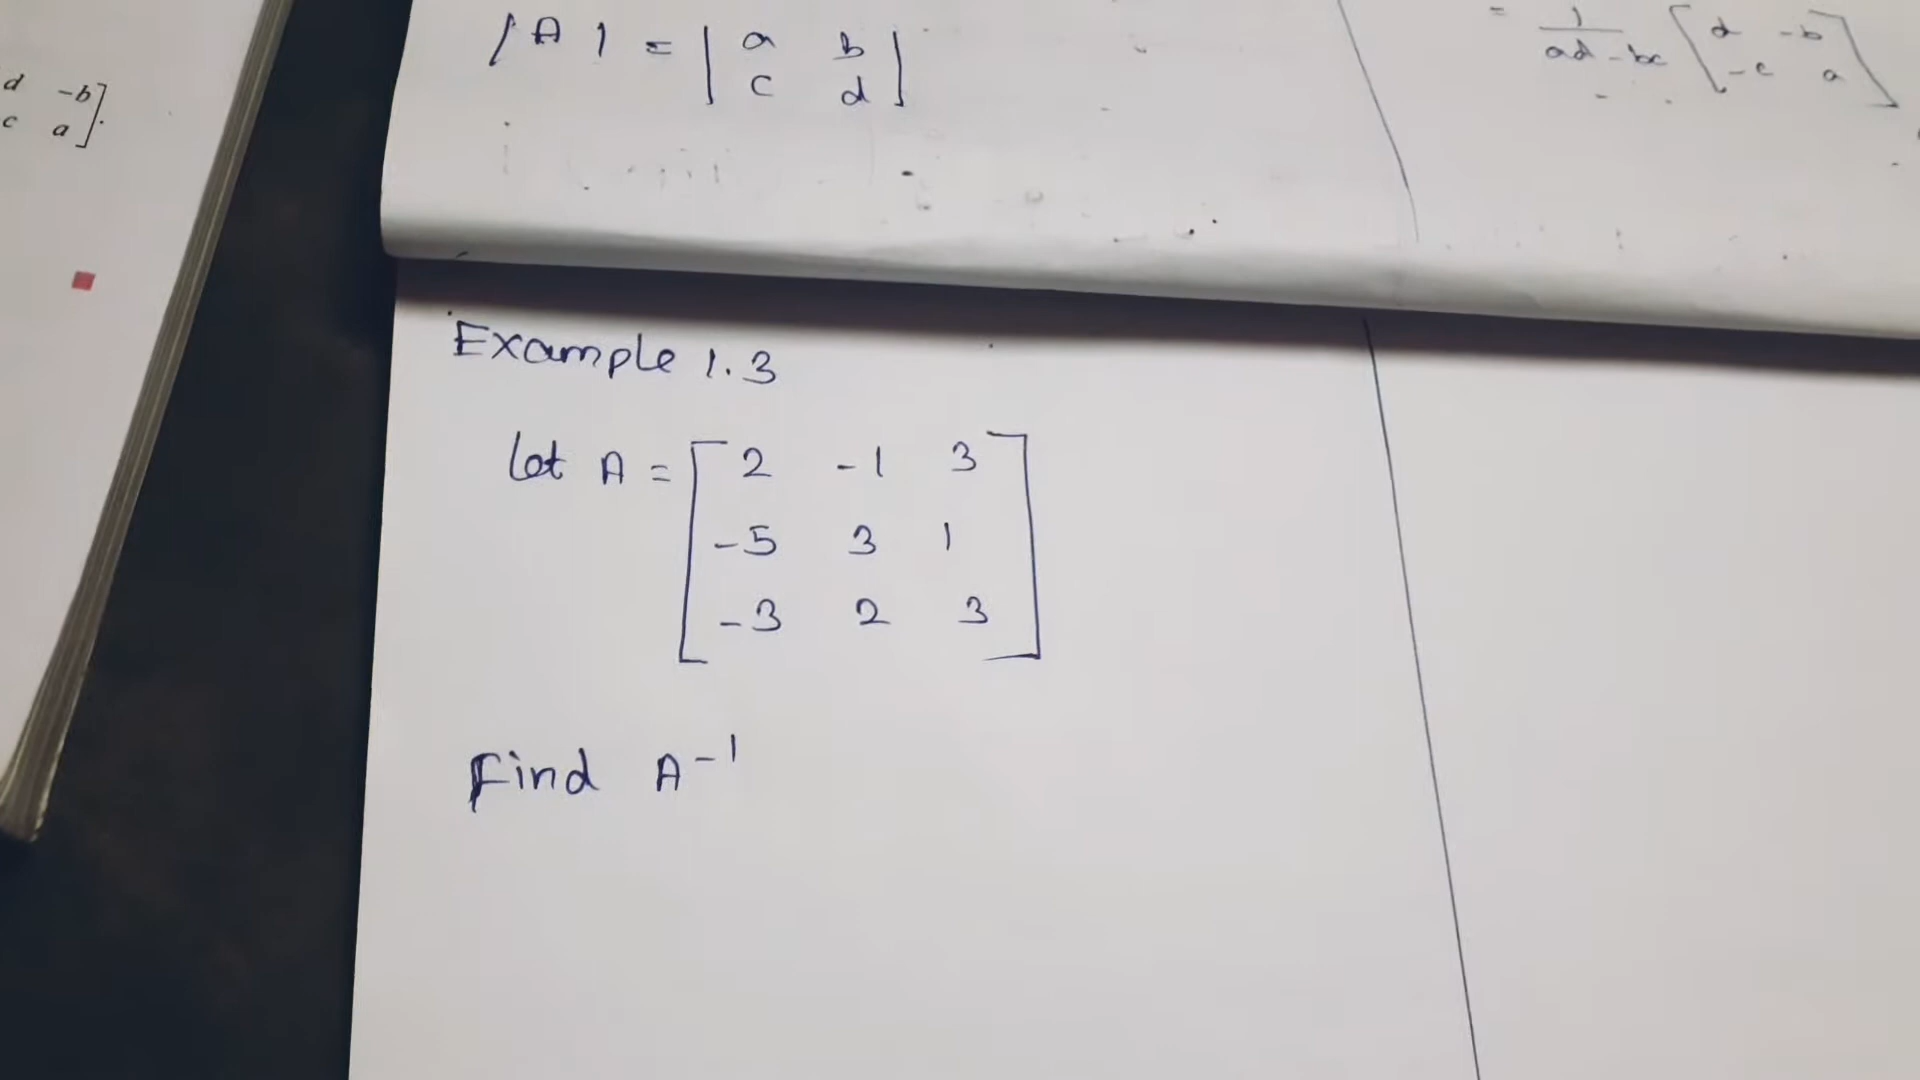 d -b
c a
|A| = | a b
c d |
= 1
ad - bc [ d -b
-c a ]
Example 1.3
Let A = [ 2 -1 3
-5 3 1
-3 2 3 ]
Find A⁻¹